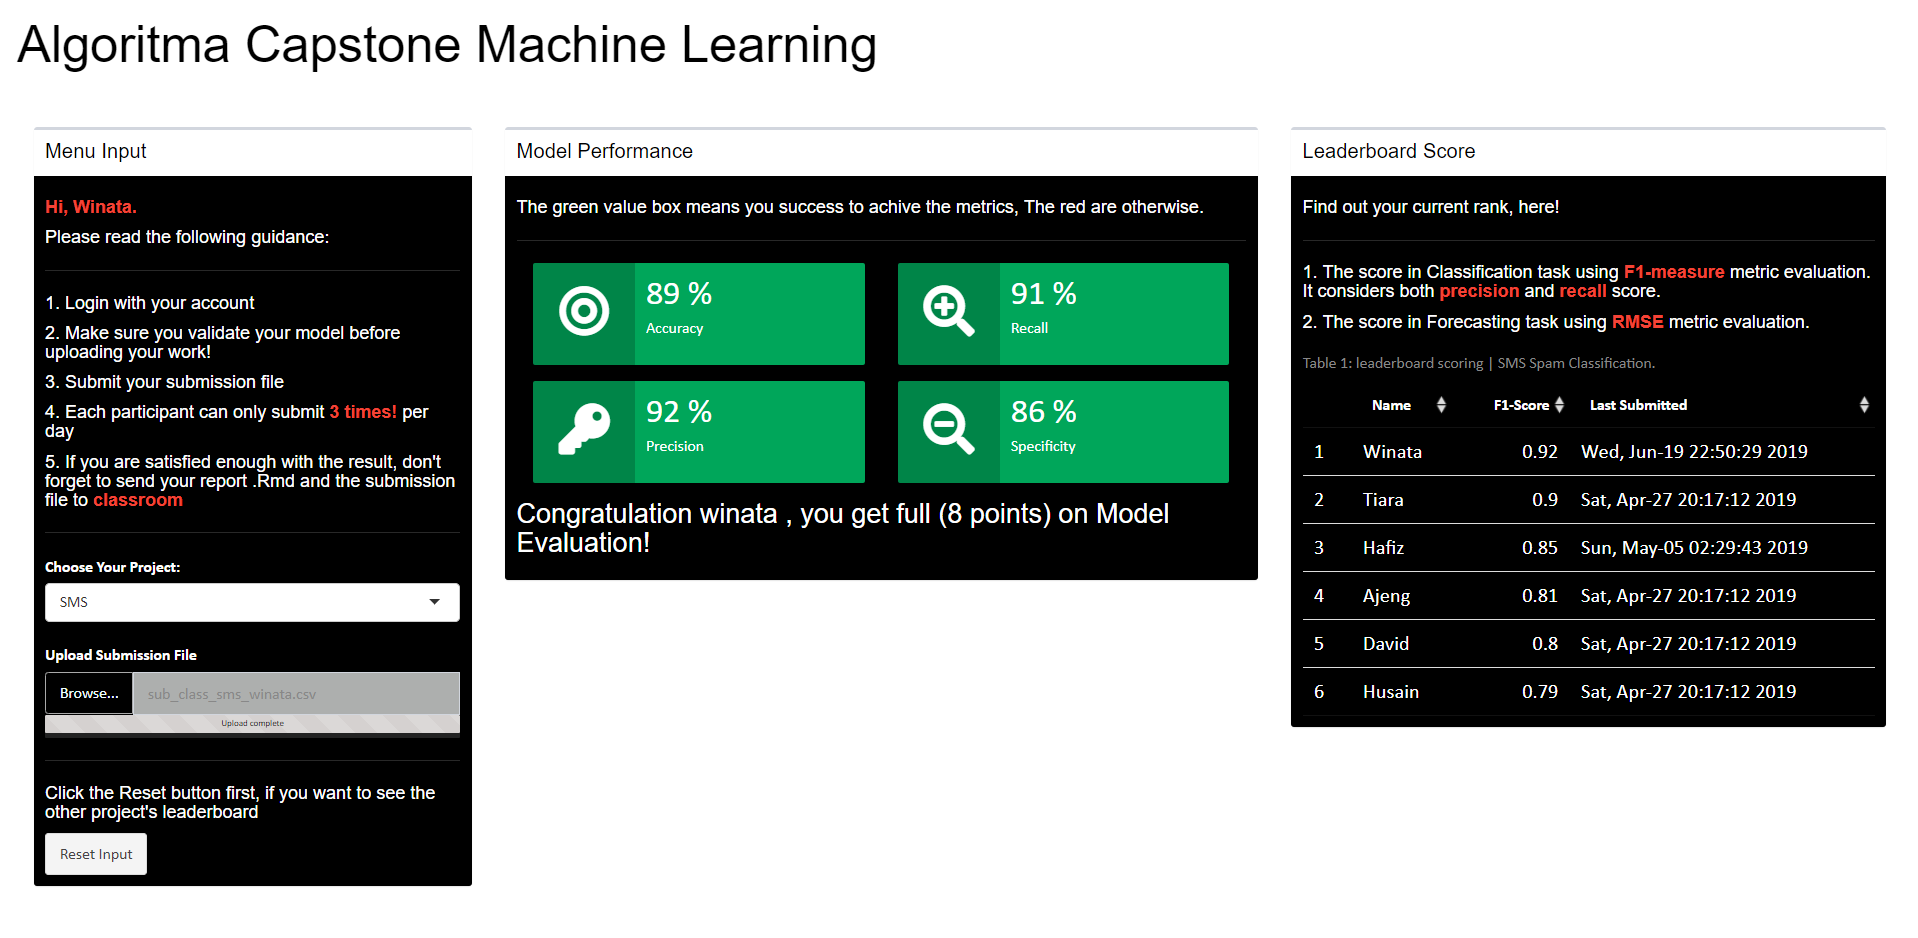 Algoritma Capstone Machine Learning
Menu Input
Hi, Winata.
Please read the following guidance:
1. Login with your account
2. Make sure you validate your model before
uploading your work!
3. Submit your submission file
4. Each participant can only submit 3 times! per
day
5. If you are satisfied enough with the result, don't
forget to send your report .Rmd and the submission
file to classroom
Choose Your Project:
SMS
Upload Submission File
Browse... sub_class_sms_winata.csv
Upload complete
Click the Reset button first, if you want to see the
other project's leaderboard
Reset Input
Model Performance
The green value box means you success to achive the metrics, The red are otherwise.
89 %
Accuracy
91 %
Recall
92 %
Precision
86 %
Specificity
Congratulation winata , you get full (8 points) on Model
Evaluation!
Leaderboard Score
Find out your current rank, here!
1. The score in Classification task using F1-measure metric evaluation.
It considers both precision and recall score.
2. The score in Forecasting task using RMSE metric evaluation.
Table 1: leaderboard scoring | SMS Spam Classification.
Name F1-Score Last Submitted
1 Winata 0.92 Wed, Jun-19 22:50:29 2019
2 Tiara 0.9 Sat, Apr-27 20:17:12 2019
3 Hafiz 0.85 Sun, May-05 02:29:43 2019
4 Ajeng 0.81 Sat, Apr-27 20:17:12 2019
5 David 0.8 Sat, Apr-27 20:17:12 2019
6 Husain 0.79 Sat, Apr-27 20:17:12 2019